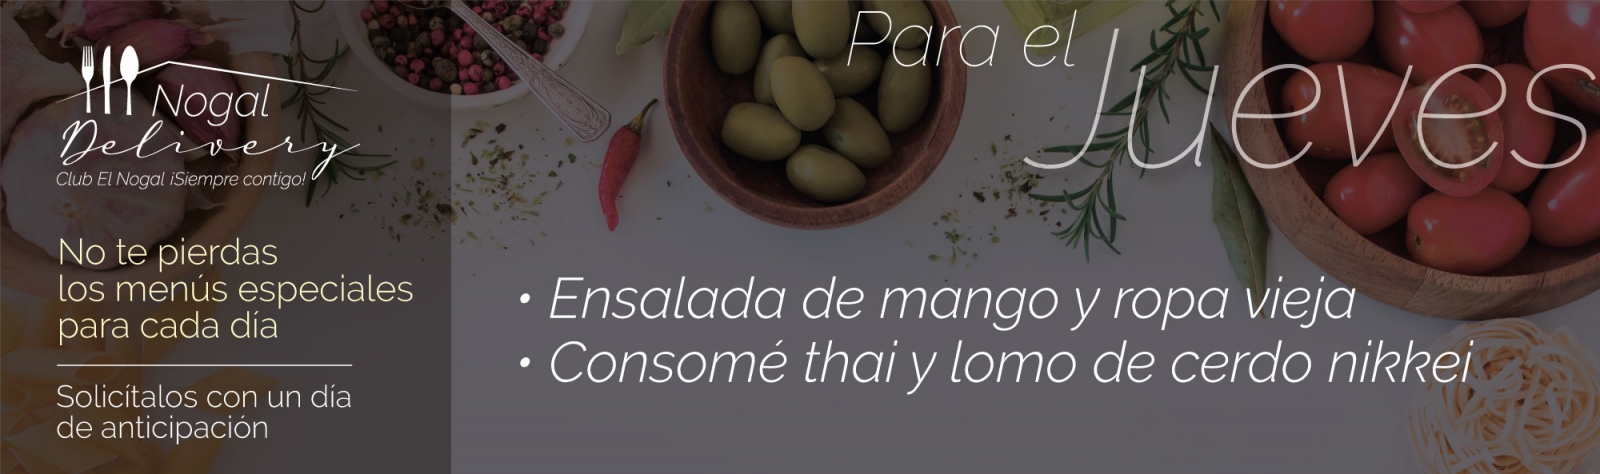 Nogal
Delivery
Club El Nogal ¡Siempre contigo!
No te pierdas
los menús especiales
para cada día
Solicítalos con un día
de anticipación
Para el
Jueves
• Ensalada de mango y ropa vieja
• Consomé thai y lomo de cerdo nikkei